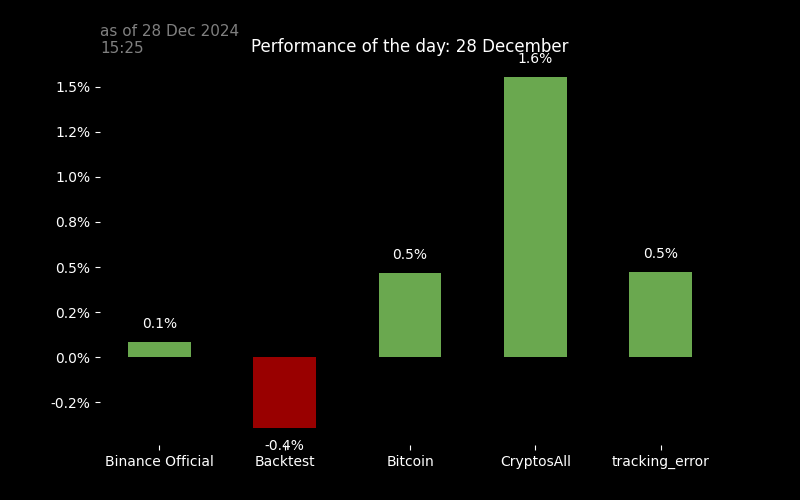 as of 28 Dec 2024
15:25
Performance of the day: 28 December
1.6%
1.5%
1.2%
1.0%
0.8%
0.5%
0.5%
0.5%
0.2%
0.1%
0.0%
-0.2%
-0.4%
Binance Official
Backtest
Bitcoin
CryptosAll
tracking_error